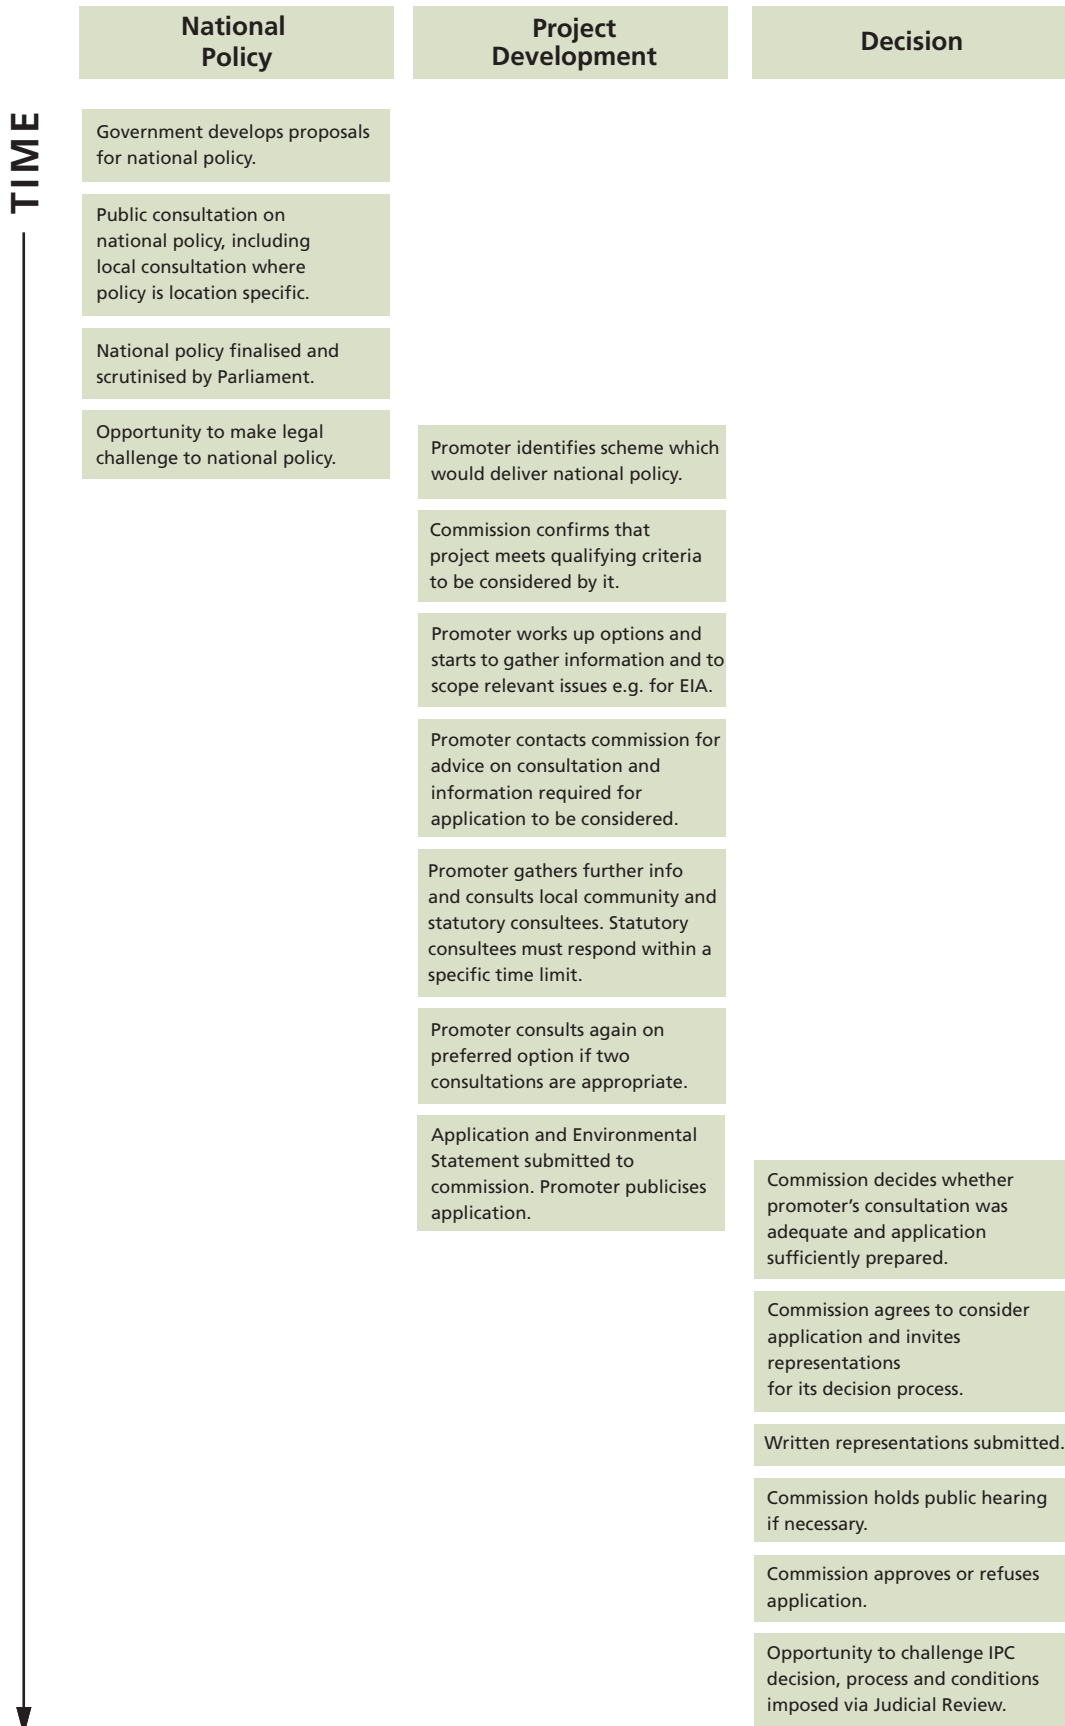 National
Policy
Project
Development
Decision
TIME
Government develops proposals
for national policy.
Public consultation on
national policy, including
local consultation where
policy is location specific.
National policy finalised and
scrutinised by Parliament.
Opportunity to make legal
challenge to national policy.
Promoter identifies scheme which
would deliver national policy.
Commission confirms that
project meets qualifying criteria
to be considered by it.
Promoter works up options and
starts to gather information and to
scope relevant issues e.g. for EIA.
Promoter contacts commission for
advice on consultation and
information required for
application to be considered.
Promoter gathers further info
and consults local community and
statutory consultees. Statutory
consultees must respond within a
specific time limit.
Promoter consults again on
preferred option if two
consultations are appropriate.
Application and Environmental
Statement submitted to
commission. Promoter publicises
application.
Commission decides whether
promoter’s consultation was
adequate and application
sufficiently prepared.
Commission agrees to consider
application and invites
representations
for its decision process.
Written representations submitted.
Commission holds public hearing
if necessary.
Commission approves or refuses
application.
Opportunity to challenge IPC
decision, process and conditions
imposed via Judicial Review.